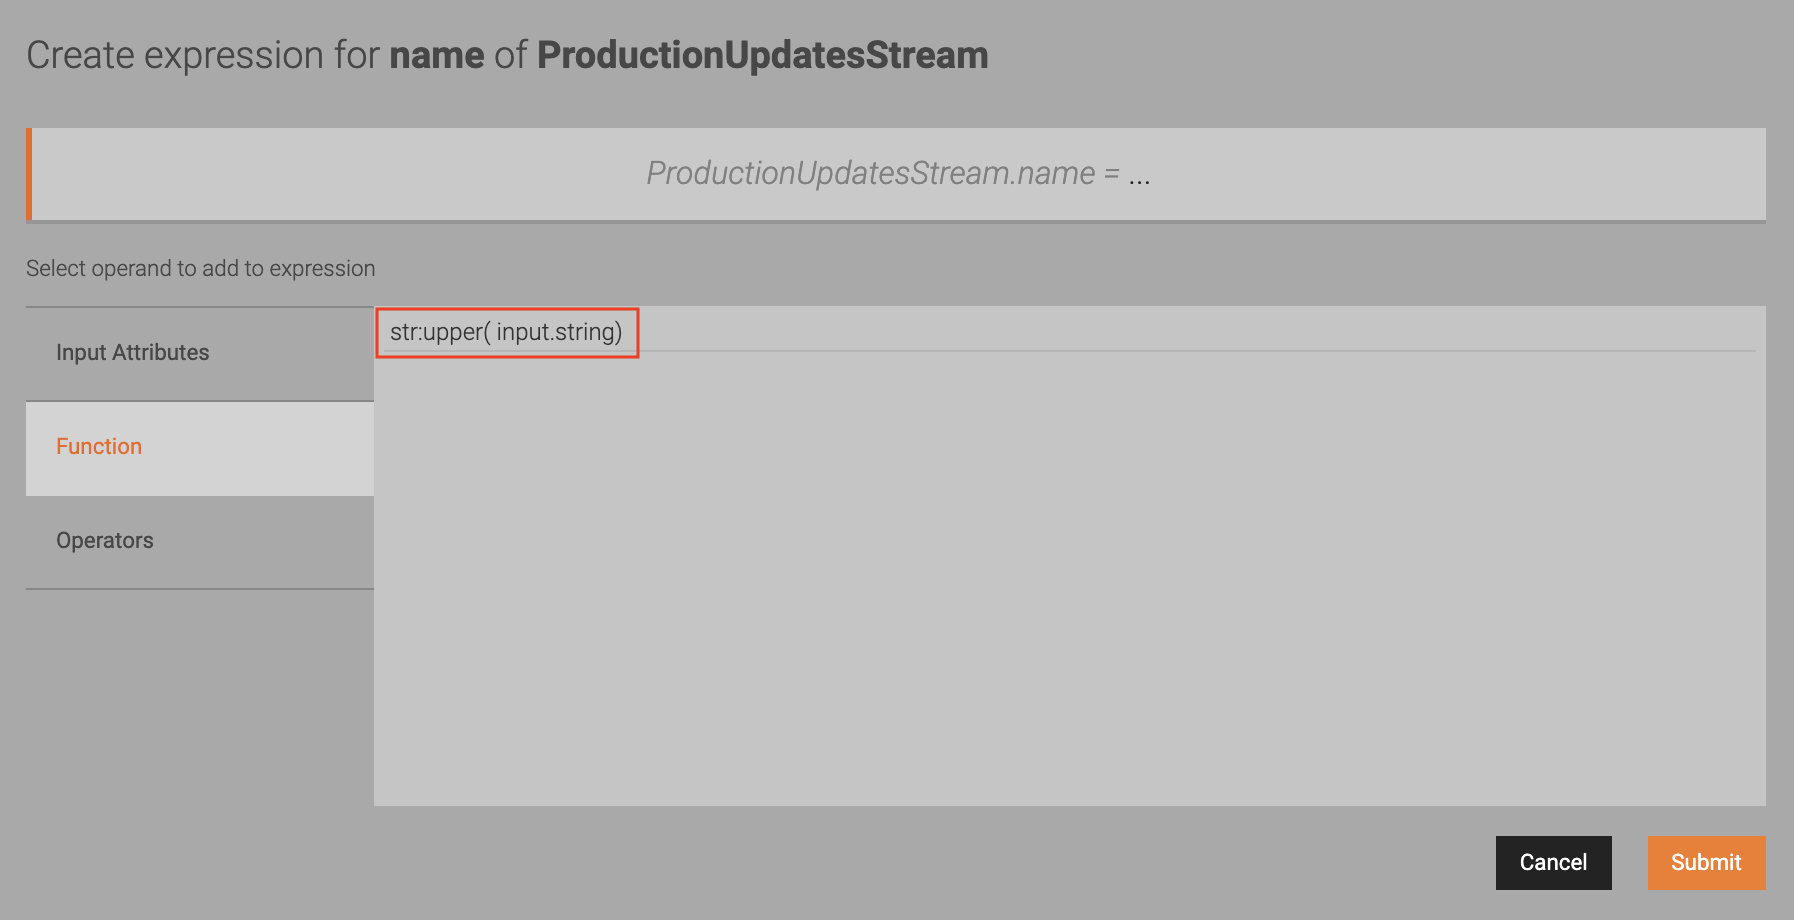 Create expression for name of ProductionUpdatesStream
ProductionUpdatesStream.name = ...
Select operand to add to expression
Input Attributes
Function
Operators
str:upper( input.string)
Cancel
Submit